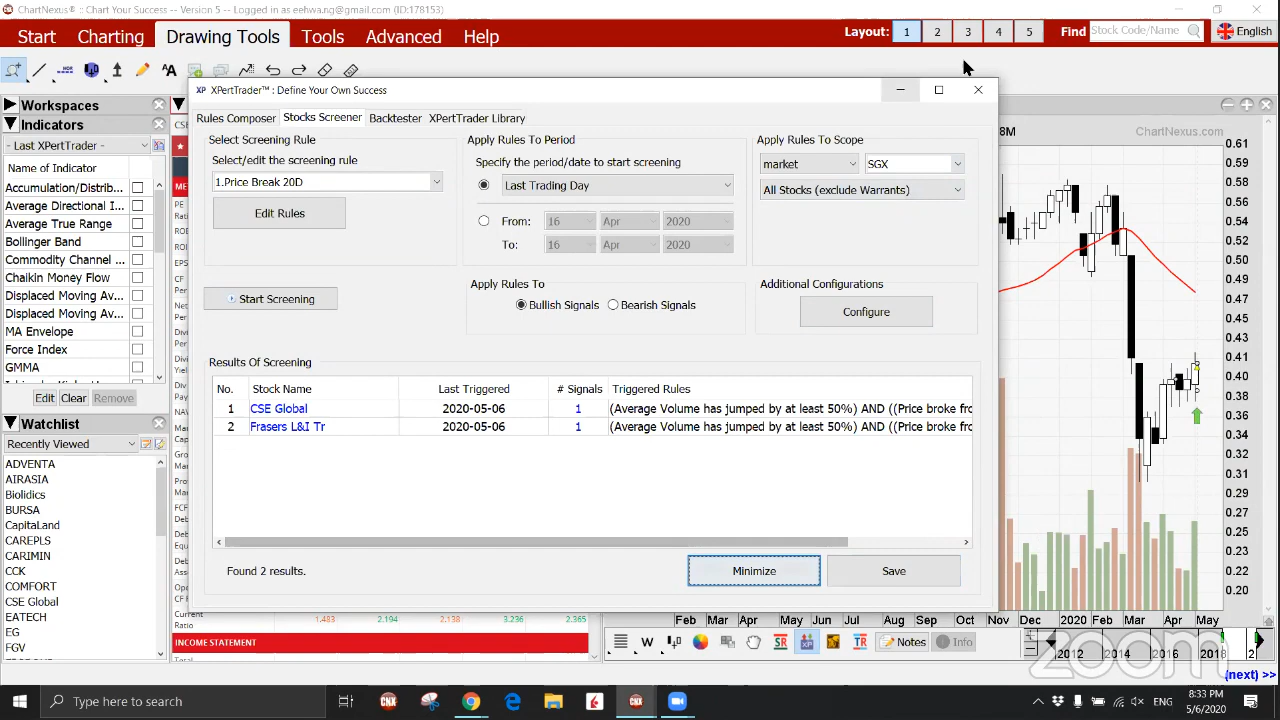 ChartNexus® :: Chart Your Success -- Version 5 -- Logged in as eehwa.ng@gmail.com (ID:178153)
Start Charting Drawing Tools Tools Advanced Help
Layout: 1 2 3 4 5 Find Stock Code/Name English
XPertTrader™ : Define Your Own Success
Rules Composer Stocks Screener Backtester XPertTrader Library
Select Screening Rule
Select/edit the screening rule
1.Price Break 20D
Edit Rules
Start Screening
Apply Rules To Period
Specify the period/date to start screening
Last Trading Day
From: 16 Apr 2020
To: 16 Apr 2020
Apply Rules To Scope
market SGX
All Stocks (exclude Warrants)
Apply Rules To
Bullish Signals Bearish Signals
Additional Configurations
Configure
Results Of Screening
No. Stock Name Last Triggered # Signals Triggered Rules
1 CSE Global 2020-05-06 1 (Average Volume has jumped by at least 50%) AND ((Price broke fro
2 Frasers L&I Tr 2020-05-06 1 (Average Volume has jumped by at least 50%) AND ((Price broke fro
Found 2 results.
Minimize Save
Workspaces
Indicators
- Last XPertTrader -
Name of Indicator
Accumulation/Distrib...
Average Directional I...
Average True Range
Bollinger Band
Commodity Channel ...
Chaikin Money Flow
Displaced Moving Av...
Displaced Moving Av...
MA Envelope
Force Index
GMMA
Edit Clear Remove
Watchlist
Recently Viewed
ADVENTA
AIRASIA
Biolidics
BURSA
CapitaLand
CAREPLS
CARIMIN
CCK
COMFORT
CSE Global
EATECH
EG
FGV
Current
Ratio 1.483 2.194 2.138 3.236 2.365
INCOME STATEMENT
8M ChartNexus.com
0.61
0.59
0.58
0.56
0.54
0.52
0.51
0.49
0.47
0.45
0.43
0.41
0.40
0.38
0.36
0.34
0.31
0.29
0.27
0.25
0.23
0.22
0.20
Feb Mar Apr May Jun Jul Aug Sep Oct Nov Dec 2020 Feb Mar Apr May
W SR XP TR Notes Info
2012 2014 2016 2018 2
zoom
(next) >>
Type here to search
CNX CNX
ENG
8:33 PM
5/6/2020